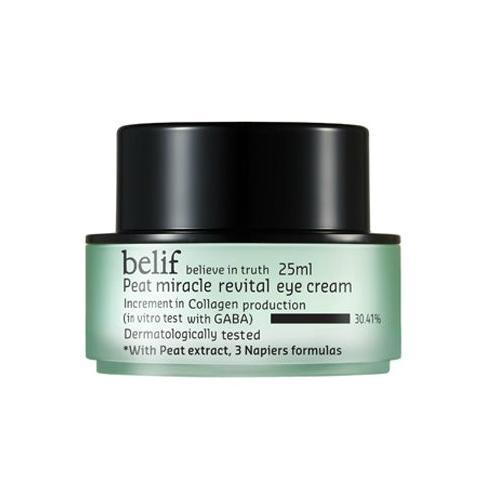 belif believe in truth 25ml
Peat miracle revital eye cream
Increment in Collagen production
(in vitro test with GABA) 30.41%
Dermatologically tested
*With Peat extract, 3 Napiers formulas